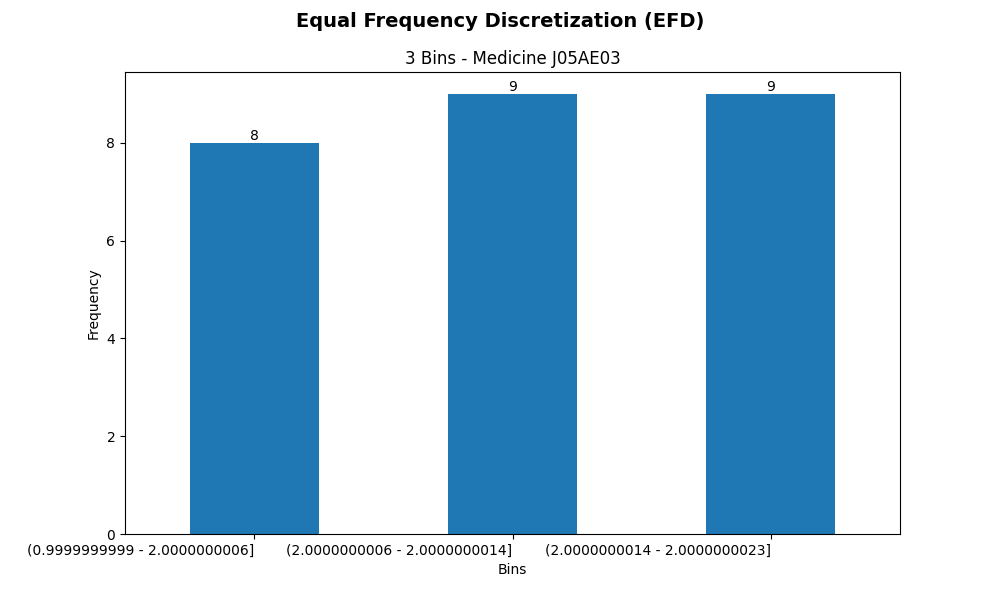 Equal Frequency Discretization (EFD)
3 Bins - Medicine J05AE03
8
9
9
8
6
4
2
0
Frequency
(0.9999999999 - 2.0000000006]
(2.0000000006 - 2.0000000014]
(2.0000000014 - 2.0000000023]
Bins